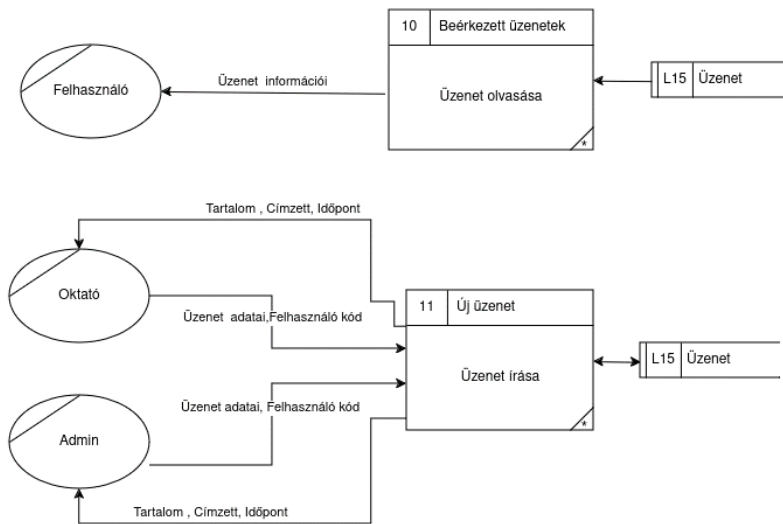 10 Beérkezett üzenetek
Felhasználó
Üzenet információi
Üzenet olvasása
L15 Üzenet
*
Tartalom , Címzett, Időpont
Oktató
Üzenet adatai,Felhasználó kód
11 Új üzenet
Üzenet írása
L15 Üzenet
Üzenet adatai, Felhasználó kód
Admin
*
Tartalom , Címzett, Időpont